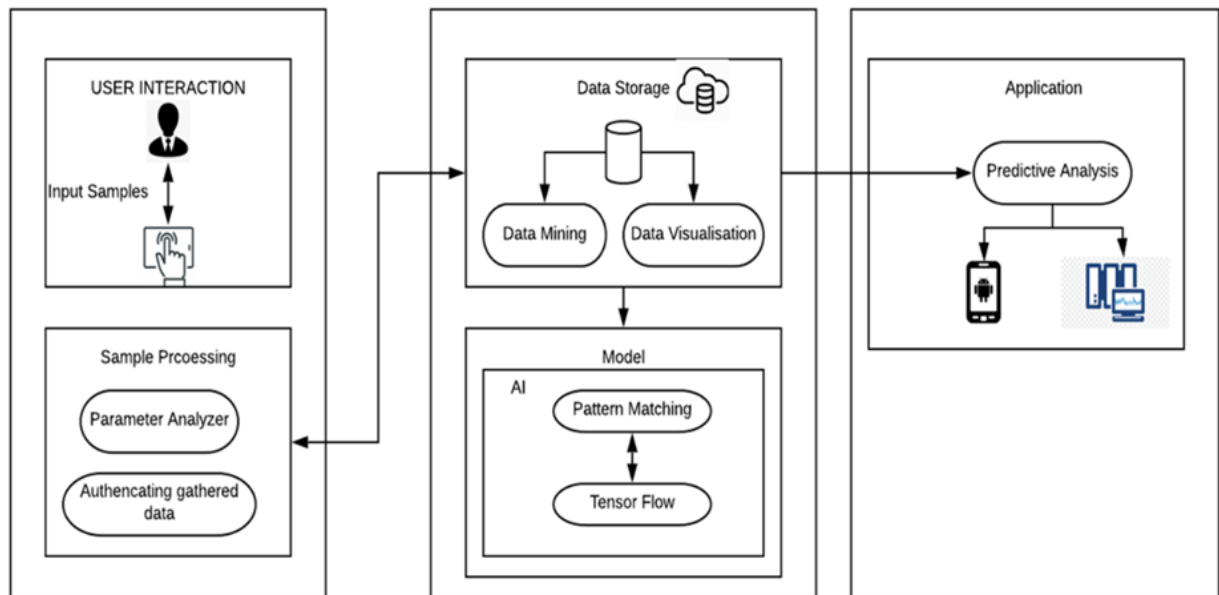 USER INTERACTION
Input Samples
Sample Prcoessing
Parameter Analyzer
Authencating gathered
data
Data Storage
Data Mining
Data Visualisation
Model
AI
Pattern Matching
Tensor Flow
Application
Predictive Analysis